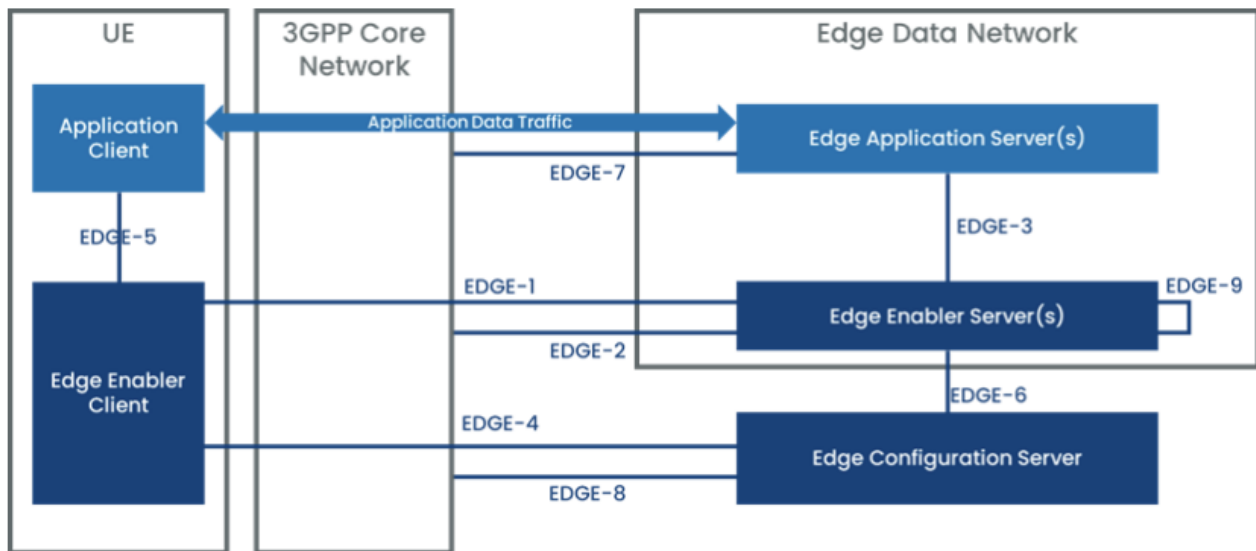 UE
3GPP Core
Network
Edge Data Network
Application
Client
Application Data Traffic
Edge Application Server(s)
EDGE-7
EDGE-5
EDGE-3
EDGE-1
EDGE-9
Edge Enabler Server(s)
EDGE-2
Edge Enabler
Client
EDGE-6
EDGE-4
Edge Configuration Server
EDGE-8